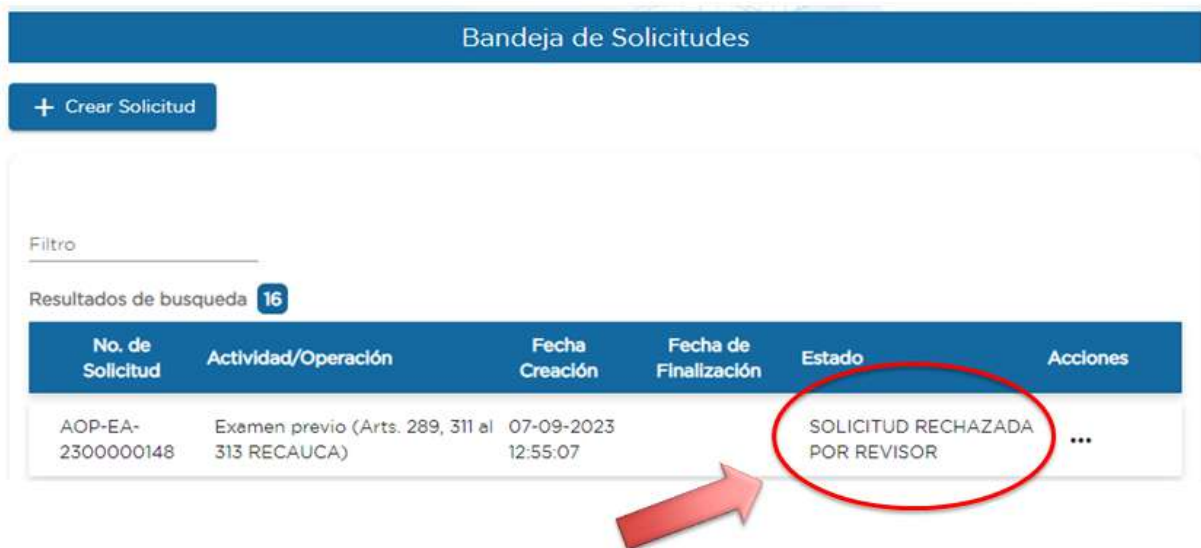 Bandeja de Solicitudes
+ Crear Solicitud
Filtro
Resultados de busqueda 16
No. de Solicitud Actividad/Operación Fecha Creación Fecha de Finalización Estado Acciones
AOP-EA- Examen previo (Arts. 289, 311 al 07-09-2023 SOLICITUD RECHAZADA ...
2300000148 313 RECAUCA) 12:55:07 POR REVISOR